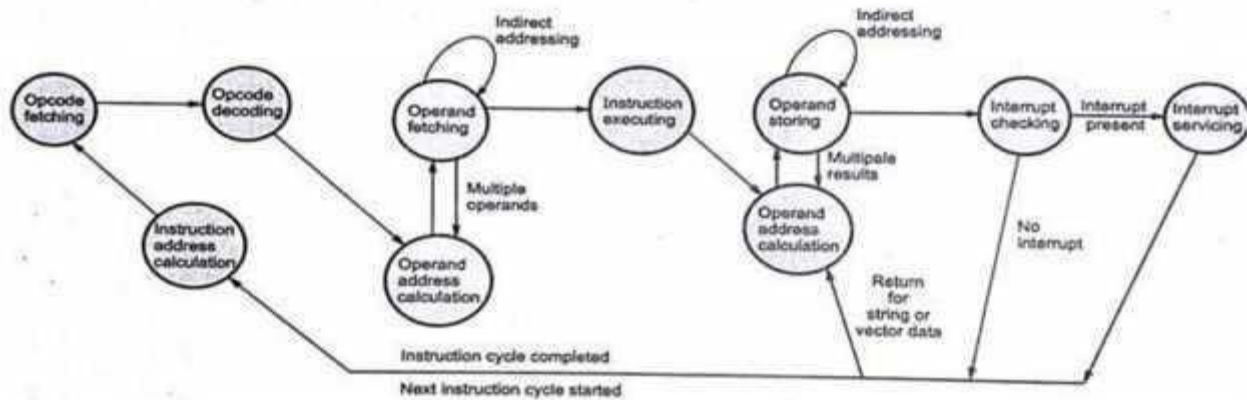 Indirect
addressing
Indirect
addressing
Opcode
fetching
Opcode
decoding
Operand
fetching
Instruction
executing
Operand
storing
Interrupt
checking
Interrupt
present
Interrupt
servicing
Multiple
operands
Multipale
results
Instruction
address
calculation
Operand
address
calculation
Operand
address
calculation
No
Interrupt
Return
for
string or
vector data
Instruction cycle completed
Next instruction cycle started